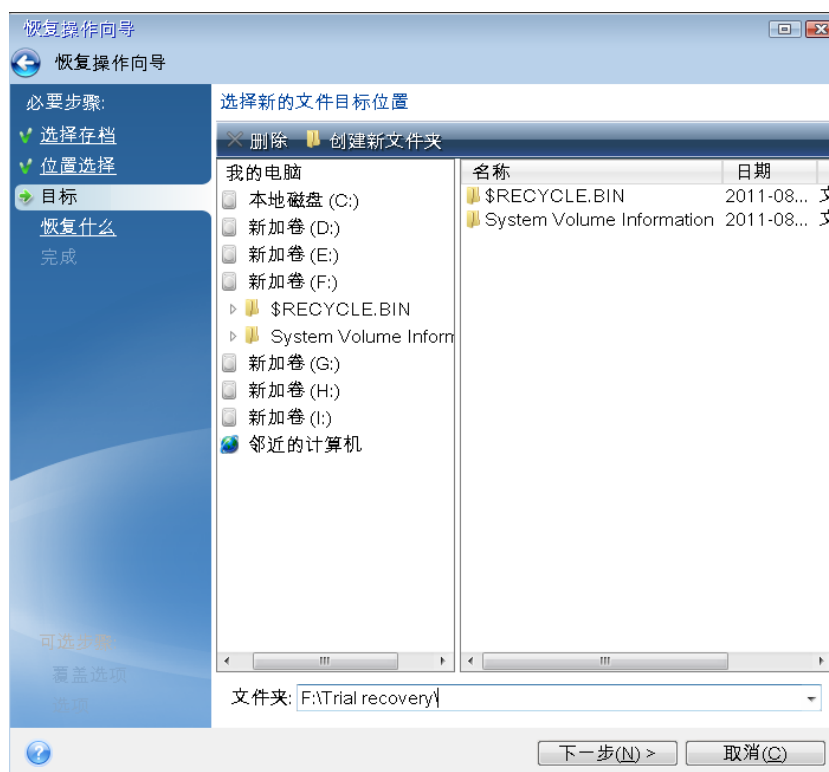 恢复操作向导
恢复操作向导
必要步骤:
选择存档
位置选择
目标
恢复什么
完成
可选步骤
覆盖选项
选项
选择新的文件目标位置
删除 创建新文件夹
我的电脑
本地磁盘 (C:)
新加卷 (D:)
新加卷 (E:)
新加卷 (F:)
$RECYCLE.BIN
System Volume Inform
新加卷 (G:)
新加卷 (H:)
新加卷 (I:)
邻近的计算机
名称 日期
$RECYCLE.BIN 2011-08... 文
System Volume Information 2011-08... 文
文件夹: F:\Trial recovery\
下一步(N) > 取消(C)